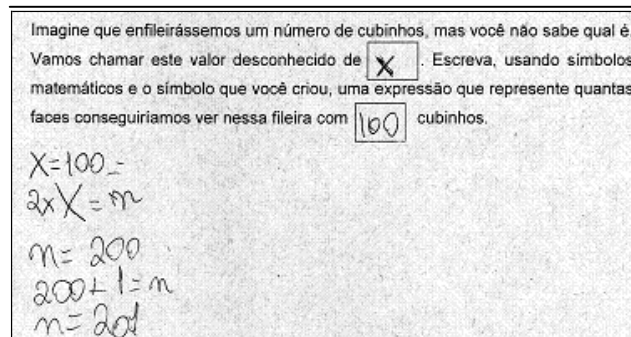 Imagine que enfileirássemos um número de cubinhos, mas você não sabe qual é
Vamos chamar este valor desconhecido de X . Escreva, usando símbolos
matemáticos e o símbolo que você criou, uma expressão que represente quantas
faces conseguiríamos ver nessa fileira com 100 cubinhos.
X=100=
2xX=n
n=200
200+1=n
n=201